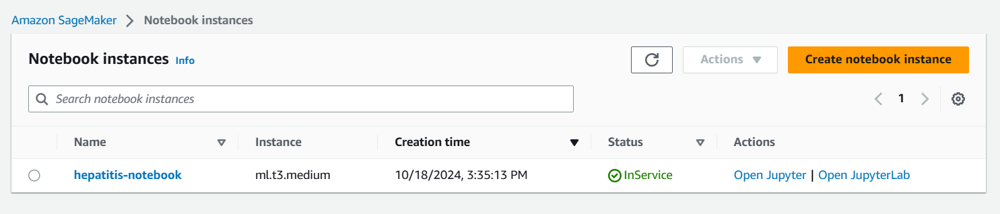 Amazon SageMaker > Notebook instances
Notebook instances Info
Actions
Create notebook instance
Search notebook instances
1
Name Instance Creation time Status Actions
hepatitis-notebook ml.t3.medium 10/18/2024, 3:35:13 PM InService Open Jupyter | Open JupyterLab